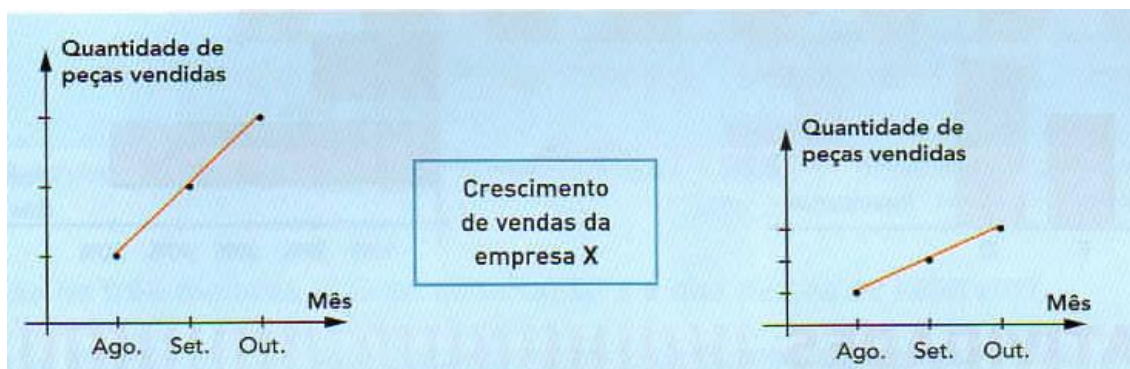 Quantidade de
peças vendidas
Mês
Ago. Set. Out.
Crescimento
de vendas da
empresa X
Quantidade de
peças vendidas
Mês
Ago. Set. Out.